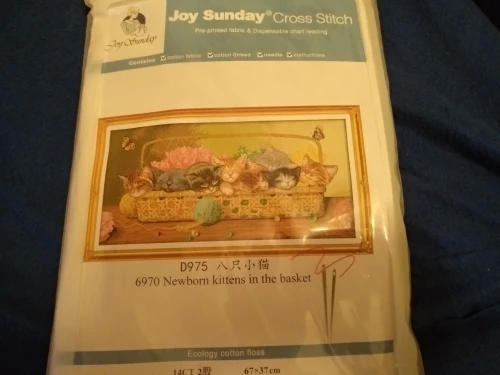 Joy Sunday® Cross Stitch
Pre-printed fabric & Dispensable chart reading
Joy Sunday
Contains ✓cotton fabric ✓cotton thread ✓needle ✓instructions
D975 八只小猫
6970 Newborn kittens in the basket
Ecology cotton floss
14CT 2股 67×37cm